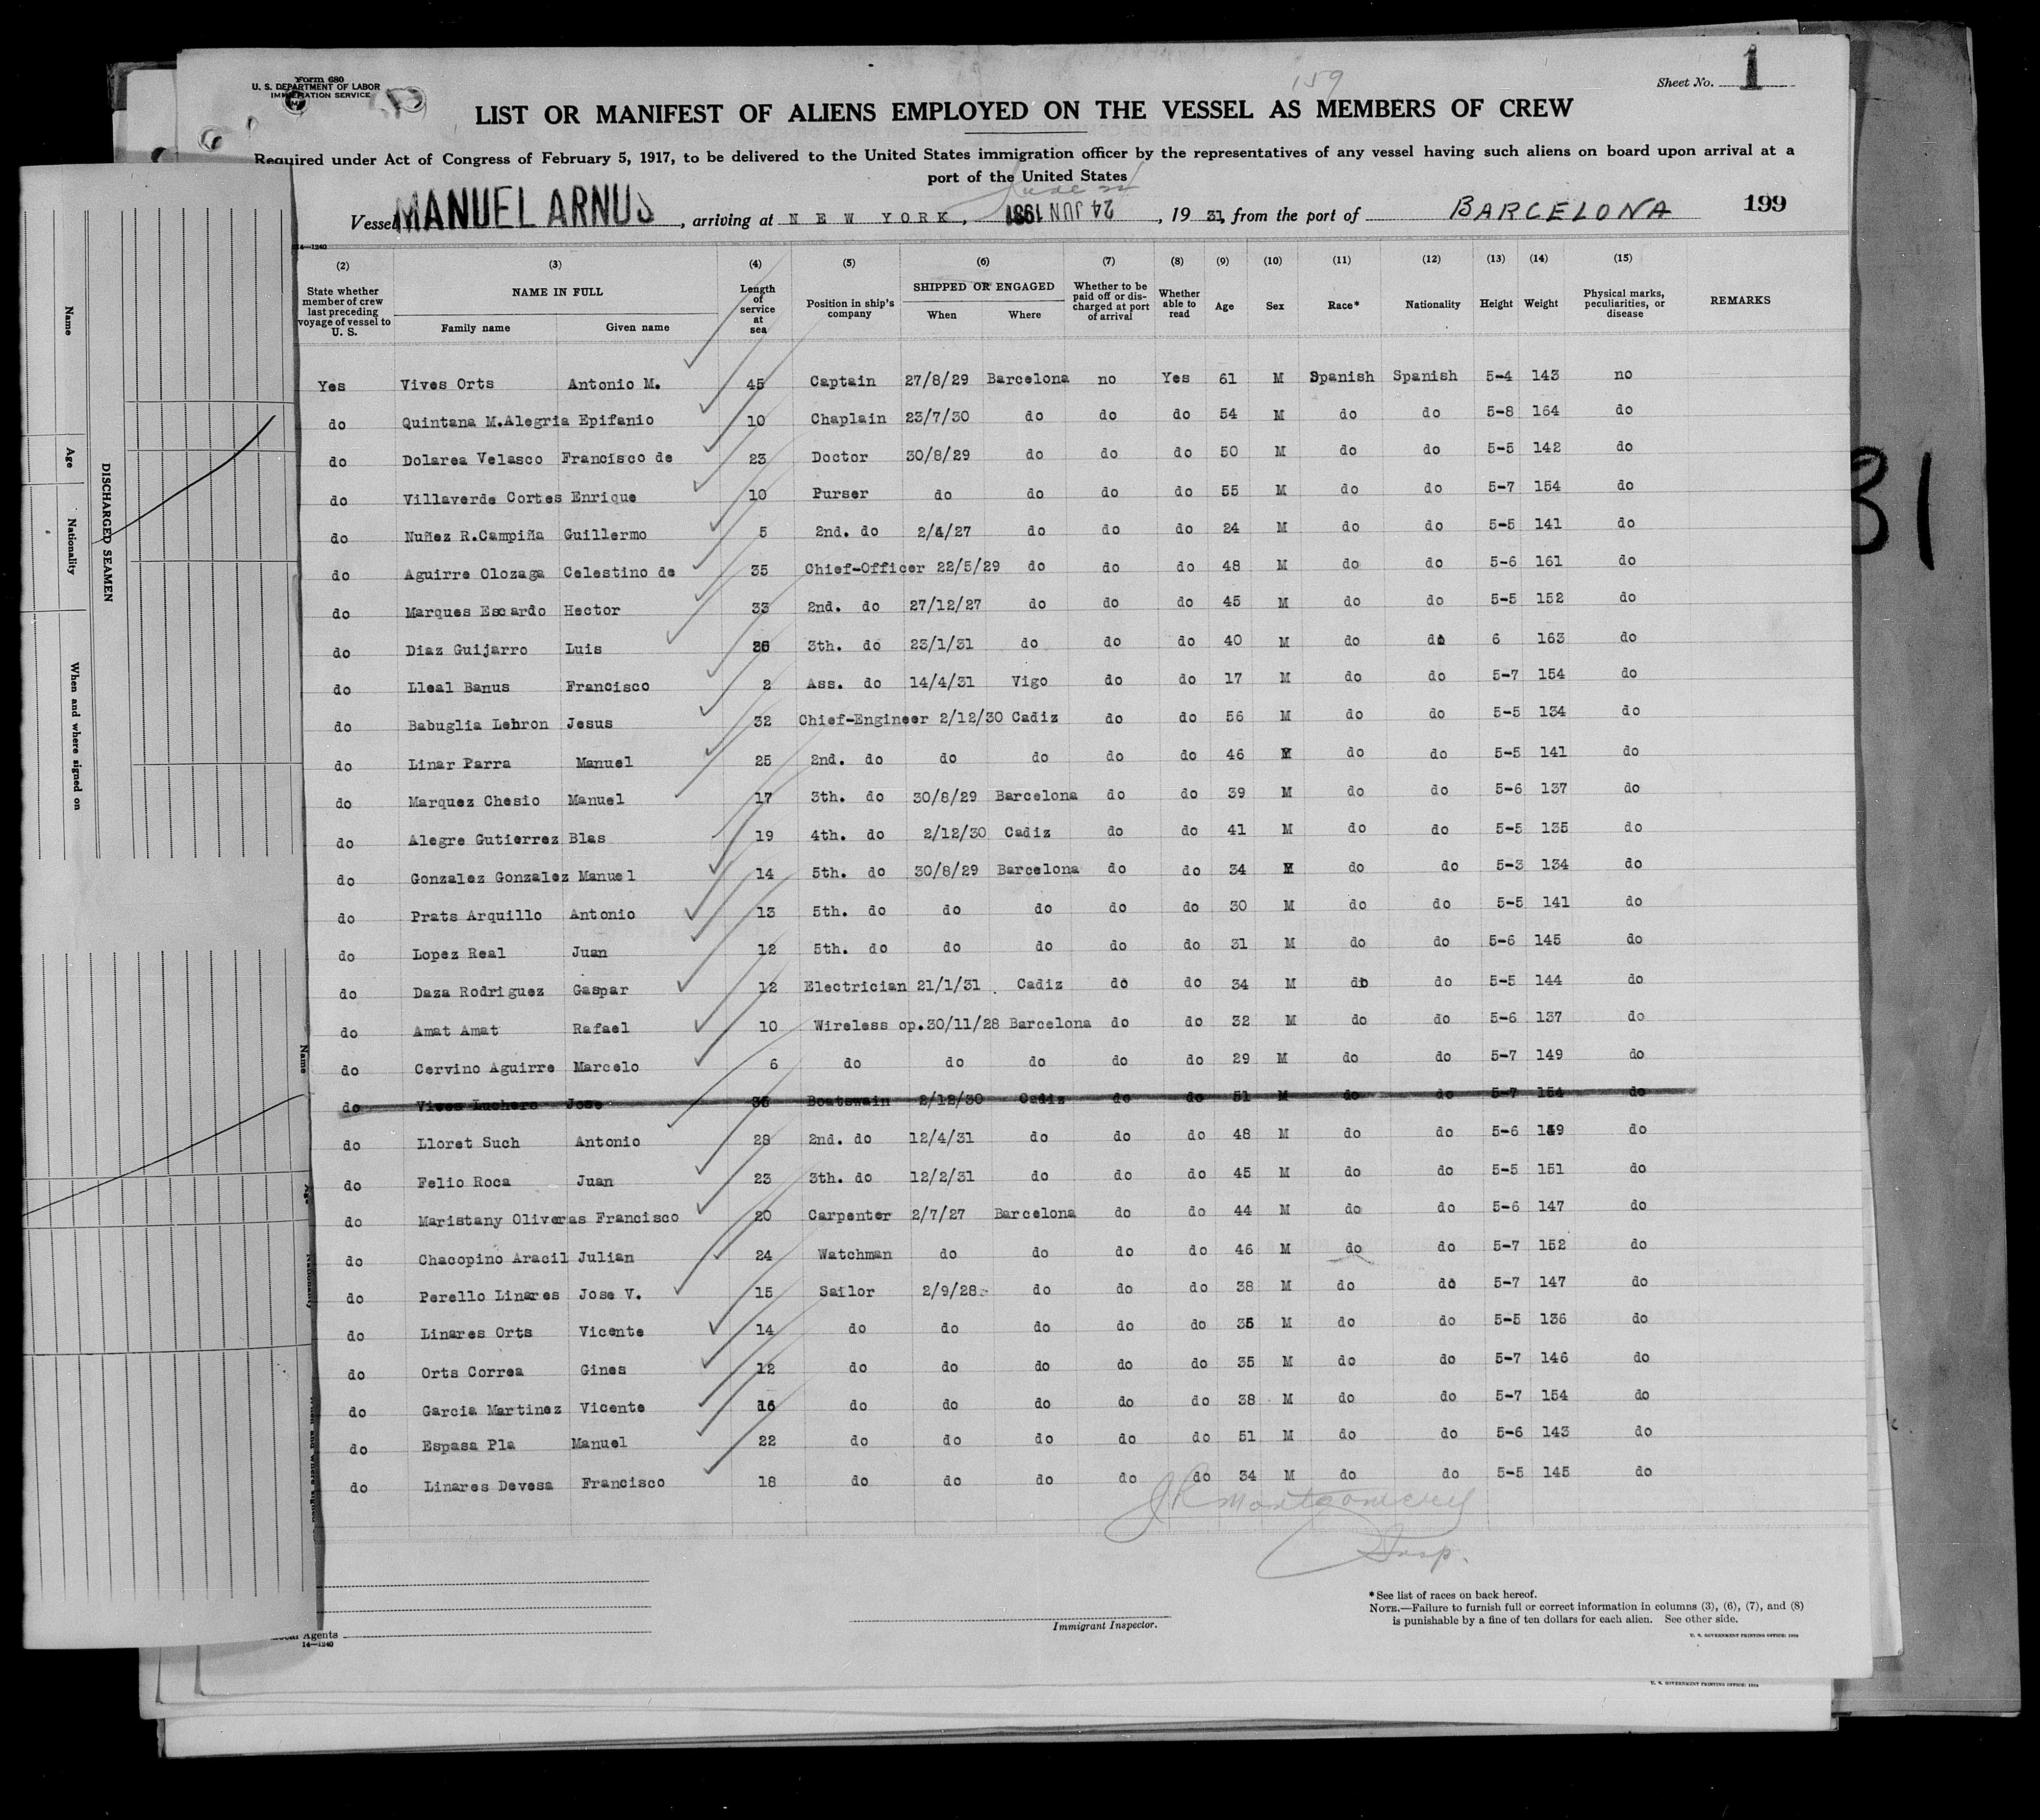 Form 680
U. S. DEPARTMENT OF LABOR
IMMIGRATION SERVICE
159
Sheet No. 1
LIST OR MANIFEST OF ALIENS EMPLOYED ON THE VESSEL AS MEMBERS OF CREW
Required under Act of Congress of February 5, 1917, to be delivered to the United States immigration officer by the representatives of any vessel having such aliens on board upon arrival at a
port of the United States
June 24
Vessel MANUEL ARNUS, arriving at NEW YORK, 24 JUN 1931, 19 31, from the port of BARCELONA 199
14—1240
(2) (3) (4) (5) (6) (7) (8) (9) (10) (11) (12) (13) (14) (15)
State whether member of crew last preceding voyage of vessel to U. S. NAME IN FULL Family name Given name Length of service at sea Position in ship's company SHIPPED OR ENGAGED When Where Whether to be paid off or discharged at port of arrival Whether able to read Age Sex Race* Nationality Height Weight Physical marks, peculiarities, or disease REMARKS
Yes Vives Orts Antonio M. 45 Captain 27/8/29 Barcelona no Yes 61 M Spanish Spanish 5-4 143 no
do Quintana M.Alegria Epifanio 10 Chaplain 23/7/30 do do do 54 M do do 5-8 164 do
do Dolarea Velasco Francisco de 23 Doctor 30/8/29 do do do 50 M do do 5-5 142 do
do Villaverde Cortes Enrique 10 Purser do do do do 55 M do do 5-7 154 do
do Nuñez R.Campiña Guillermo 5 2nd. do 2/4/27 do do do 24 M do do 5-5 141 do
do Aguirre Olozaga Celestino de 35 Chief-Officer 22/5/29 do do do 48 M do do 5-6 161 do
do Marques Escardo Hector 33 2nd. do 27/12/27 do do do 45 M do do 5-5 152 do
do Diaz Guijarro Luis 3th. do 23/1/31 do do do 40 M do do 6 163 do
do Lleal Banus Francisco 2 Ass. do 14/4/31 Vigo do do 17 M do do 5-7 154 do
do Babuglia Lebron Jesus 32 Chief-Engineer 2/12/30 Cadiz do do 56 M do do 5-5 134 do
do Linar Parra Manuel 25 2nd. do do do do do 46 M do do 5-5 141 do
do Marquez Chesio Manuel 17 3th. do 30/8/29 Barcelona do do 39 M do do 5-6 137 do
do Alegre Gutierrez Blas 19 4th. do 2/12/30 Cadiz do do 41 M do do 5-5 135 do
do Gonzalez Gonzalez Manuel 14 5th. do 30/8/29 Barcelona do do 34 M do do 5-3 134 do
do Prats Arquillo Antonio 13 5th. do do do do do 30 M do do 5-5 141 do
do Lopez Real Juan 12 5th. do do do do do 31 M do do 5-6 145 do
do Daza Rodriguez Gaspar 12 Electrician 21/1/31 Cadiz do do 34 M do do 5-5 144 do
do Amat Amat Rafael 10 Wireless op. 30/11/28 Barcelona do do 32 M do do 5-6 137 do
do Cervino Aguirre Marcelo 6 do do do do do 29 M do do 5-7 149 do
do Jose Boatswain 2/12/30 Cadiz do do 51 M do do 5-7 154 do
do Lloret Such Antonio 28 2nd. do 12/4/31 do do do 48 M do do 5-6 do
do Felio Roca Juan 23 3th. do 12/2/31 do do do 45 M do do 5-5 151 do
do Maristany Oliveras Francisco 20 Carpenter 2/7/27 Barcelona do do 44 M do do 5-6 147 do
do Chacopino Aracil Julian 24 Watchman do do do do 46 M do do 5-7 152 do
do Perello Linares Jose V. 15 Sailor 2/9/28 do do do 38 M do do 5-7 147 do
do Linares Orts Vicente 14 do do do do do 35 M do do 5-5 136 do
do Orts Correa Gines 12 do do do do do 35 M do do 5-7 146 do
do Garcia Martinez Vicente 16 do do do do do 38 M do do 5-7 154 do
do Espasa Pla Manuel 22 do do do do do 51 M do do 5-6 143 do
do Linares Devesa Francisco 18 do do do do do 34 M do do 5-5 145 do
J R Montgomery
Insp.
Immigrant Inspector.
* See list of races on back hereof.
NOTE.—Failure to furnish full or correct information in columns (3), (6), (7), and (8)
is punishable by a fine of ten dollars for each alien. See other side.
Agents
14—1240
U. S. GOVERNMENT PRINTING OFFICE: 1930
U. S. GOVERNMENT PRINTING OFFICE: 1930
DISCHARGED SEAMEN
Name
Age
Nationality
When and where signed on
Name
Age
Nationality
31